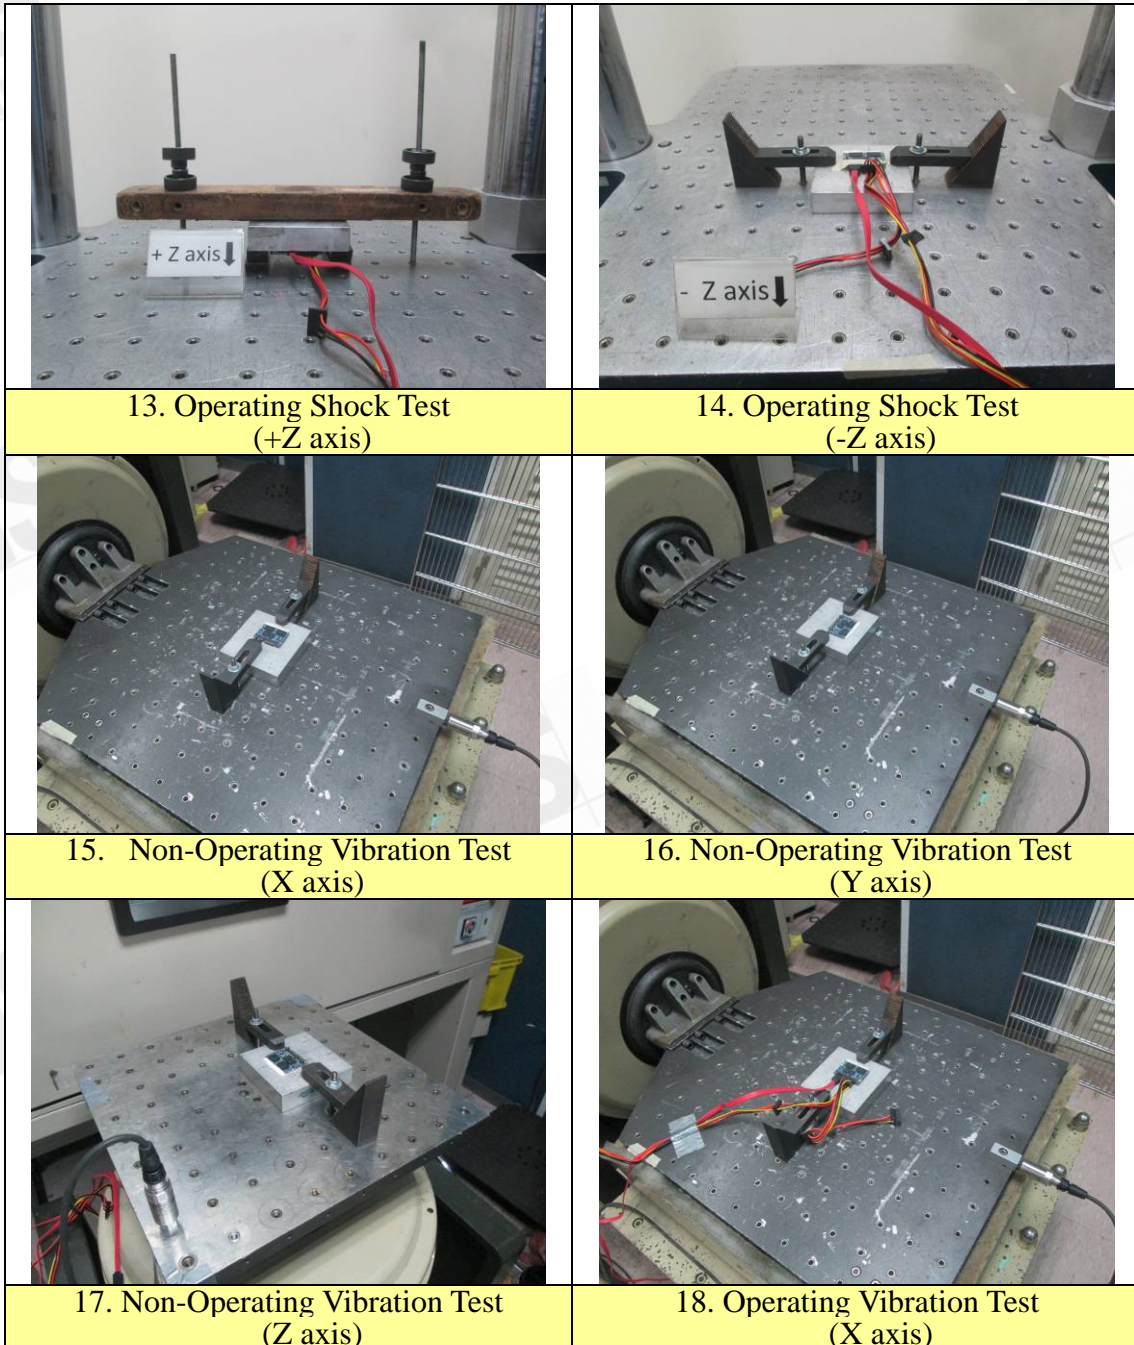 + Z axis⬇
- Z axis⬇
13. Operating Shock Test
(+Z axis)
14. Operating Shock Test
(-Z axis)
15. Non-Operating Vibration Test
(X axis)
16. Non-Operating Vibration Test
(Y axis)
17. Non-Operating Vibration Test
(Z axis)
18. Operating Vibration Test
(X axis)